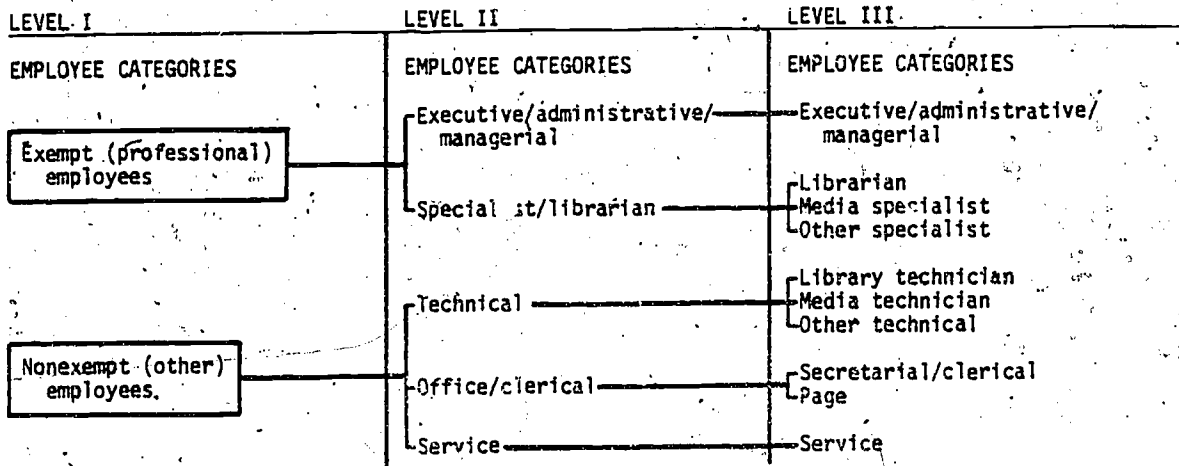 LEVEL I
LEVEL II
LEVEL III
EMPLOYEE CATEGORIES
EMPLOYEE CATEGORIES
EMPLOYEE CATEGORIES
Exempt (professional)
employees
Executive/administrative/
managerial
Executive/administrative/
managerial
Specialist/librarian
Librarian
Media specialist
Other specialist
Nonexempt (other)
employees
Technical
Library technician
Media technician
Other technical
Office/clerical
Secretarial/clerical
Page
Service
Service